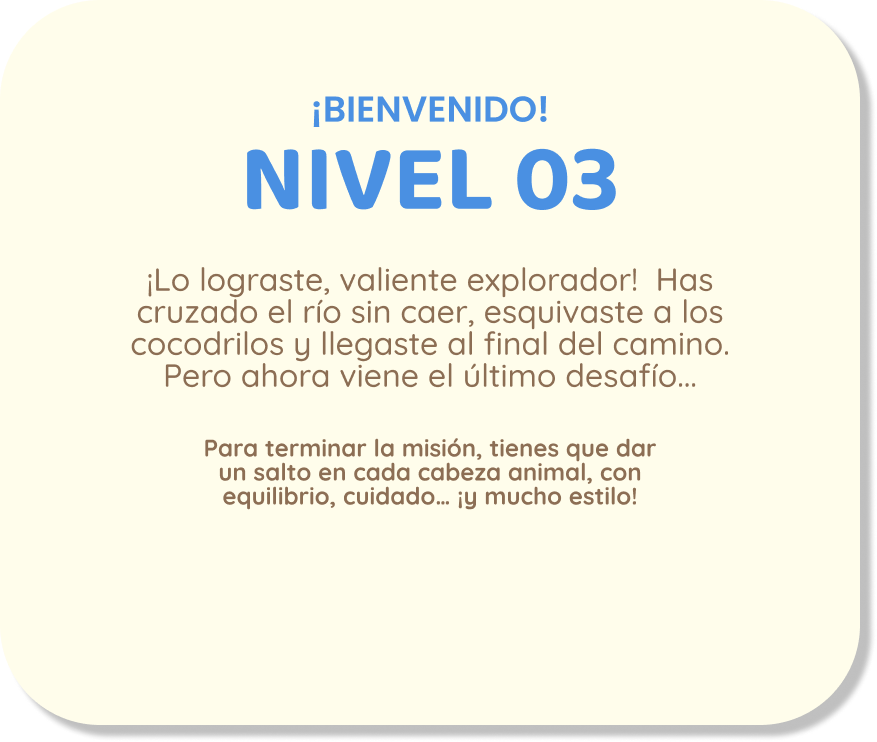 ¡BIENVENIDO!
NIVEL 03
¡Lo lograste, valiente explorador!  Has
cruzado el río sin caer, esquivaste a los
cocodrilos y llegaste al final del camino.
Pero ahora viene el último desafío...
Para terminar la misión, tienes que dar
un salto en cada cabeza animal, con
equilibrio, cuidado… ¡y mucho estilo!